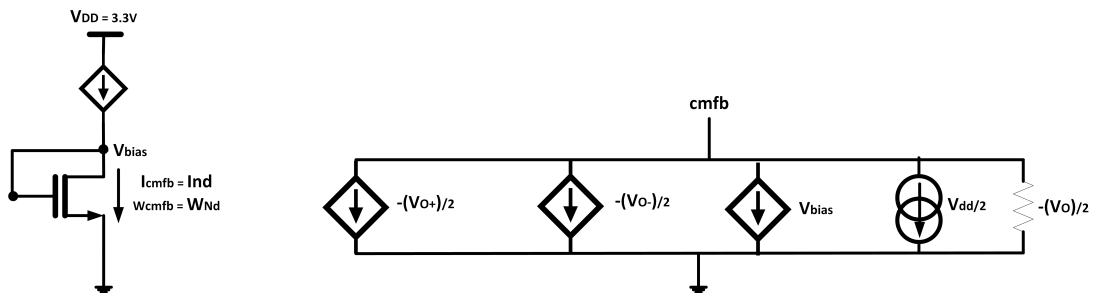 VDD = 3.3V
Vbias
Icmfb = Ind
Wcmfb = WNd
cmfb
-(VO+)/2
-(VO-)/2
Vbias
Vdd/2
-(VO)/2